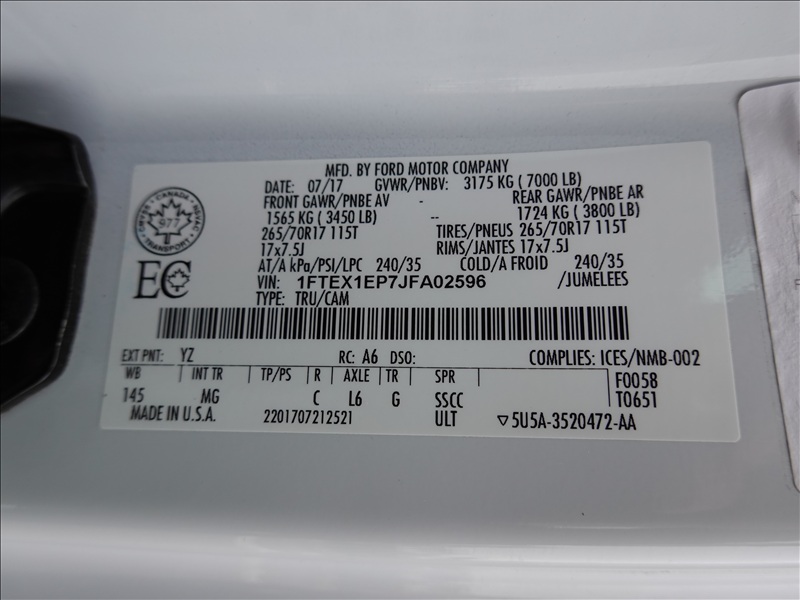 MFD. BY FORD MOTOR COMPANY
DATE: 07/17 GVWR/PNBV: 3175 KG ( 7000 LB)
FRONT GAWR/PNBE AV -- REAR GAWR/PNBE AR
1565 KG ( 3450 LB) 1724 KG ( 3800 LB)
265/70R17 115T TIRES/PNEUS 265/70R17 115T
17x7.5J RIMS/JANTES 17x7.5J
AT/A kPa/PSI/LPC 240/35 COLD/A FROID 240/35
VIN: 1FTEX1EP7JFA02596 /JUMELEES
TYPE: TRU/CAM
CANADA
977
TRANSPORT
EC
EXT PNT: YZ RC: A6 DSO: COMPLIES: ICES/NMB-002
WB INT TR TP/PS R AXLE TR SPR F0058
145 MG C L6 G SSCC T0651
MADE IN U.S.A. 2201707212521 ULT ▽5U5A-3520472-AA